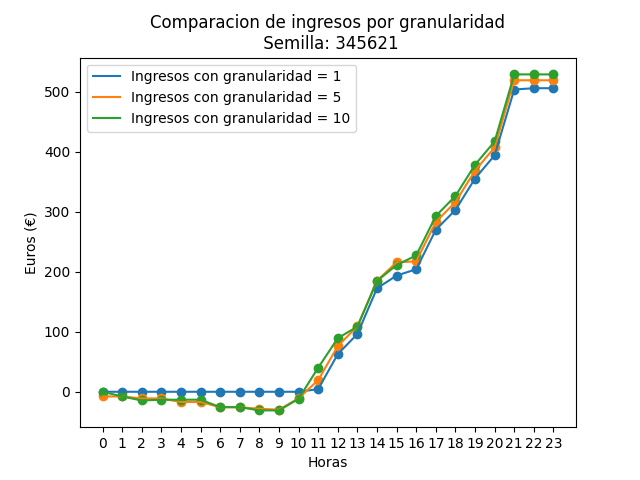 Comparacion de ingresos por granularidad
Semilla: 345621
Ingresos con granularidad = 1
Ingresos con granularidad = 5
Ingresos con granularidad = 10
Euros (€)
500
400
300
200
100
0
0 1 2 3 4 5 6 7 8 9 10 11 12 13 14 15 16 17 18 19 20 21 22 23
Horas